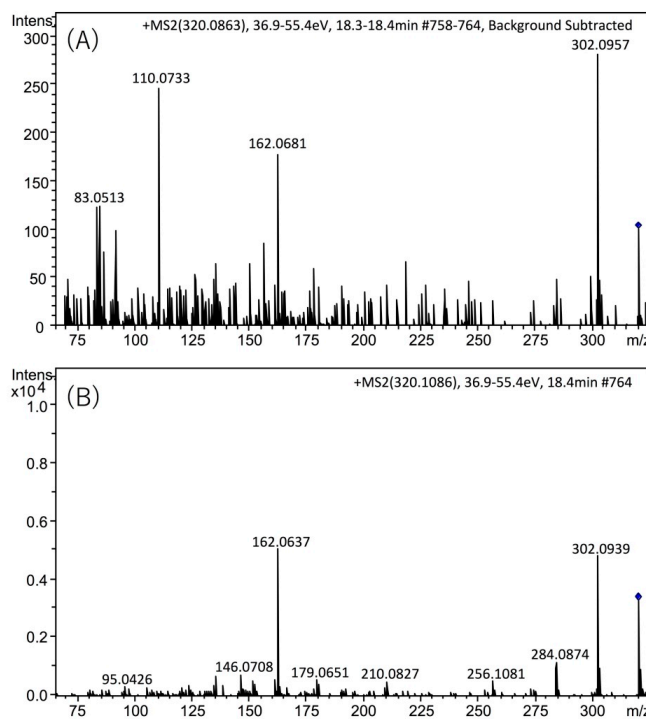 Intens.
+MS2(320.0863), 36.9-55.4eV, 18.3-18.4min #758-764, Background Subtracted
300
(A)
302.0957
110.0733
250
200
162.0681
150
83.0513
100
50
0
75 100 125 150 175 200 225 250 275 300 m/z
Intens.
x10⁴
+MS2(320.1086), 36.9-55.4eV, 18.4min #764
(B)
1.0
0.8
0.6
162.0637
302.0939
0.4
0.2
284.0874
146.0708
179.0651
210.0827
256.1081
95.0426
0.0
75 100 125 150 175 200 225 250 275 300 m/z